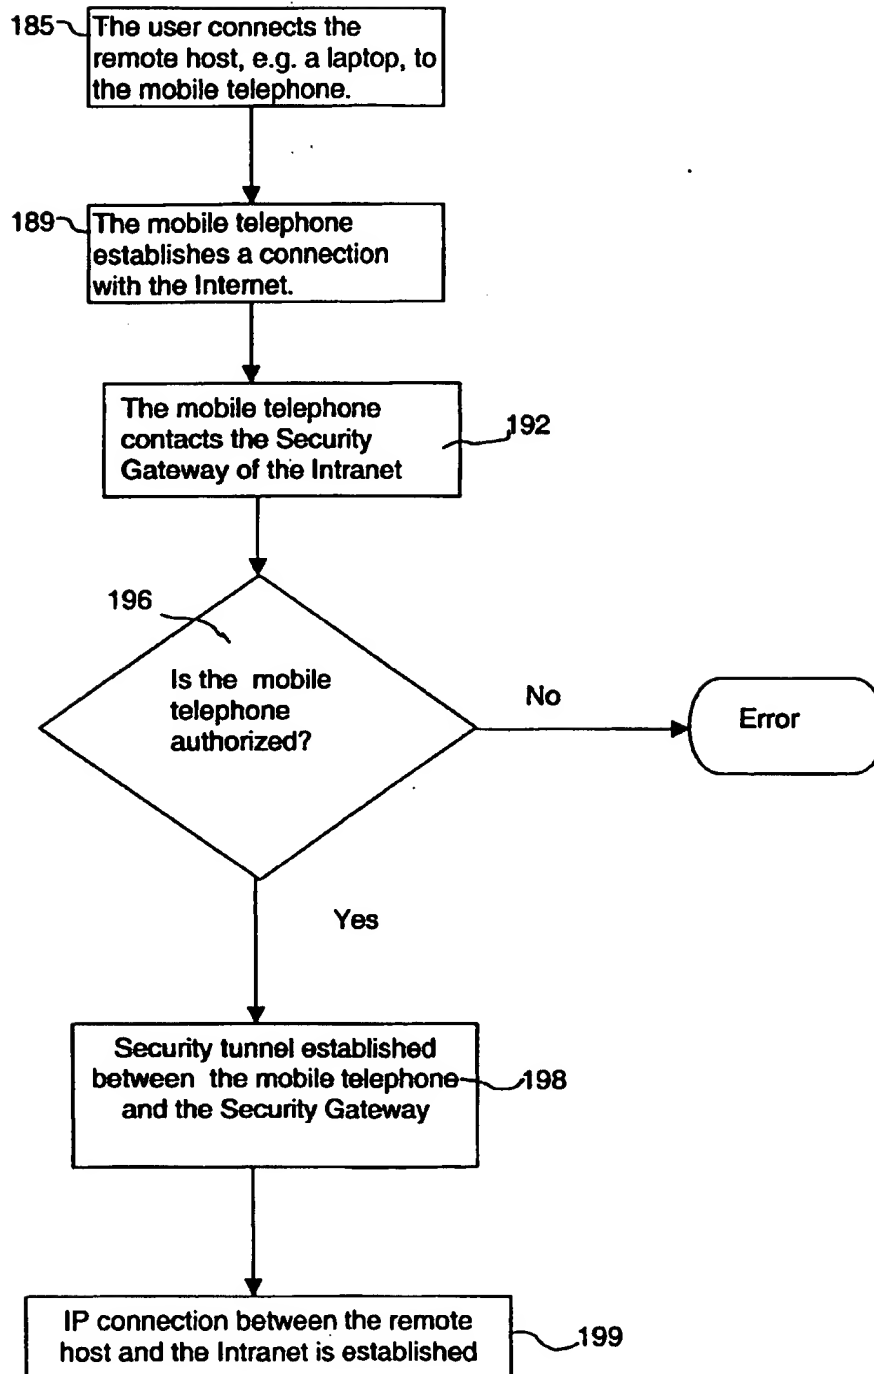 185
The user connects the
remote host, e.g. a laptop, to
the mobile telephone.
189
The mobile telephone
establishes a connection
with the Internet.
The mobile telephone
contacts the Security
Gateway of the Intranet
192
196
Is the mobile
telephone
authorized?
No
Error
Yes
Security tunnel established
between the mobile telephone
and the Security Gateway
198
IP connection between the remote
host and the Intranet is established
199